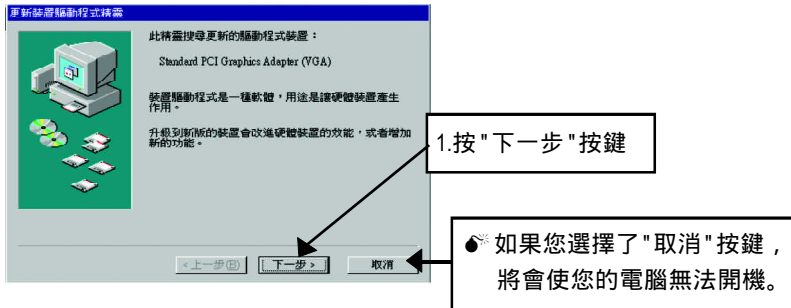 更新裝置驅動程式精靈
此精靈搜尋更新的驅動程式裝置：
Standard PCI Graphics Adapter (VGA)
裝置驅動程式是一種軟體，用途是讓硬體裝置產生
作用。
升級到新版的裝置會改進硬體裝置的效能，或者增加
新的功能。
1.按"下一步"按鍵
<上一步(B) 下一步> 取消
如果您選擇了"取消"按鍵，
將會使您的電腦無法開機。